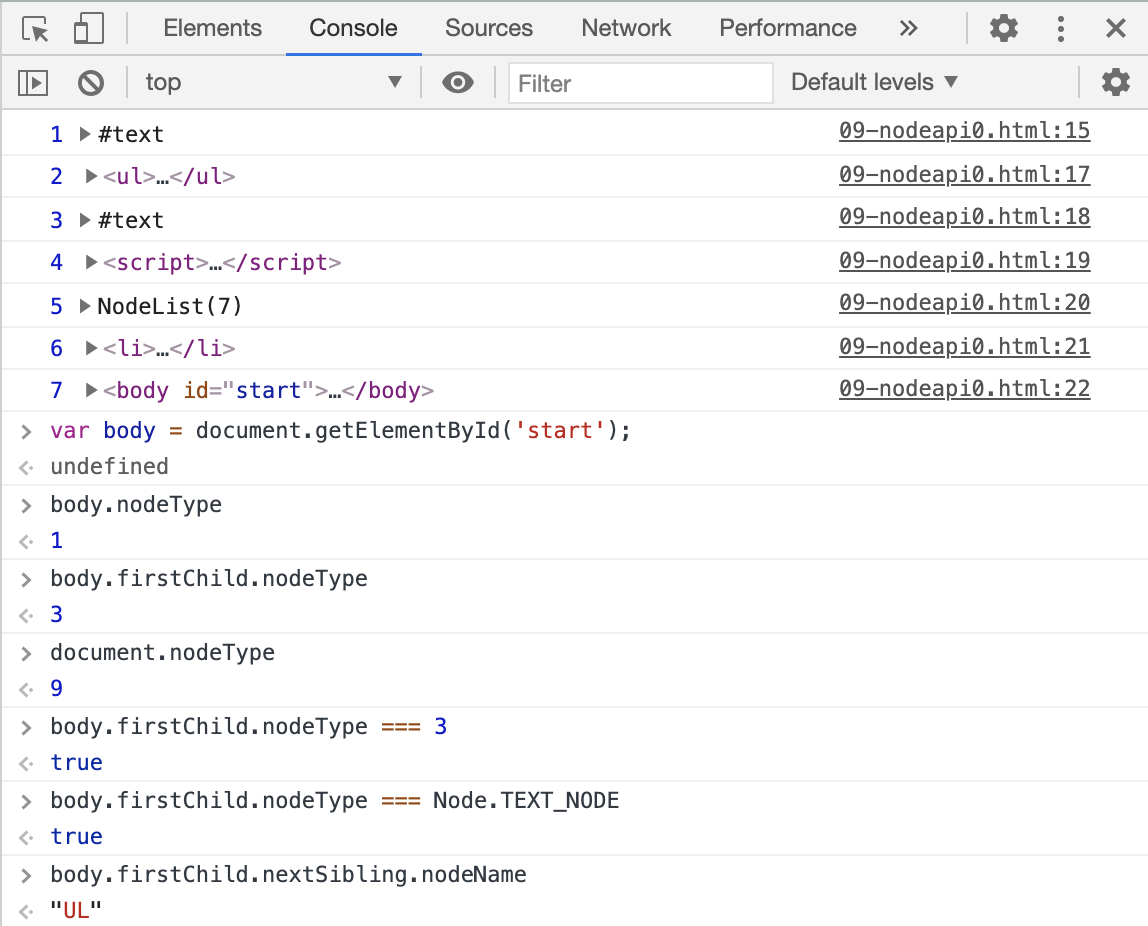 Elements Console Sources Network Performance »
top ▼ Filter Default levels ▼
1 ▶ #text 09-nodeapi0.html:15
2 ▶ <ul>…</ul> 09-nodeapi0.html:17
3 ▶ #text 09-nodeapi0.html:18
4 ▶ <script>…</script> 09-nodeapi0.html:19
5 ▶ NodeList(7) 09-nodeapi0.html:20
6 ▶ <li>…</li> 09-nodeapi0.html:21
7 ▶ <body id="start">…</body> 09-nodeapi0.html:22
> var body = document.getElementById('start');
< undefined
> body.nodeType
< 1
> body.firstChild.nodeType
< 3
> document.nodeType
< 9
> body.firstChild.nodeType === 3
< true
> body.firstChild.nodeType === Node.TEXT_NODE
< true
> body.firstChild.nextSibling.nodeName
< "UL"